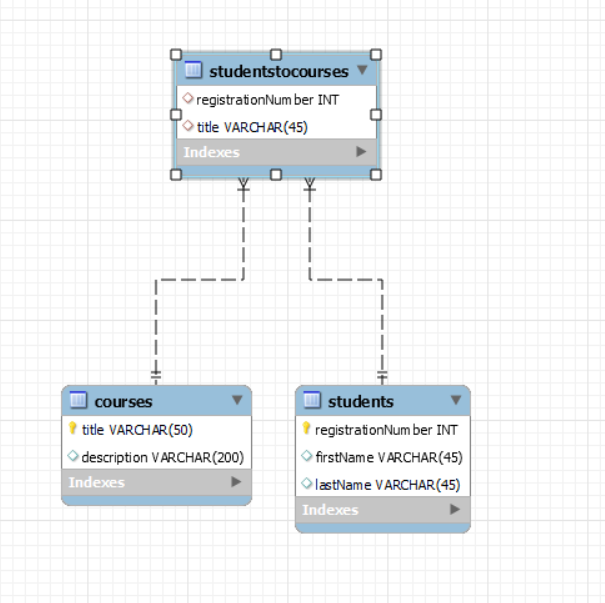 studentstocourses
registrationNumber INT
title VARCHAR(45)
Indexes
courses
title VARCHAR(50)
description VARCHAR(200)
Indexes
students
registrationNumber INT
firstName VARCHAR(45)
lastName VARCHAR(45)
Indexes